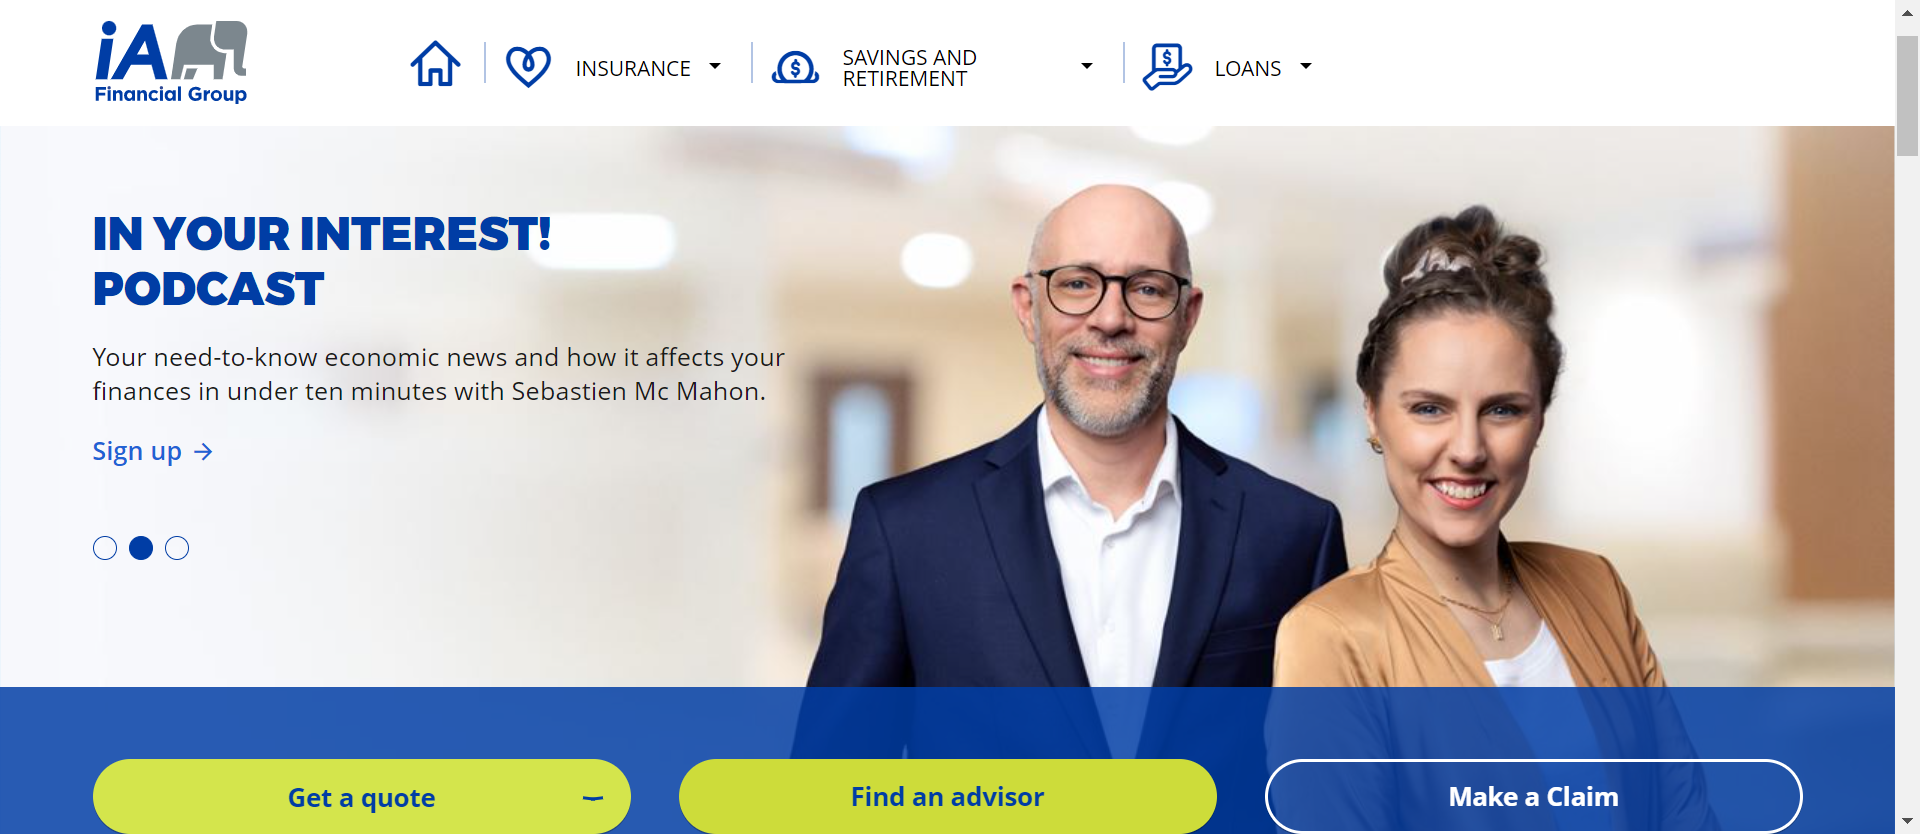 iA
Financial Group
INSURANCE
SAVINGS AND
RETIREMENT
LOANS
IN YOUR INTEREST!
PODCAST
Your need-to-know economic news and how it affects your
finances in under ten minutes with Sebastien Mc Mahon.
Sign up →
Get a quote
Find an advisor
Make a Claim